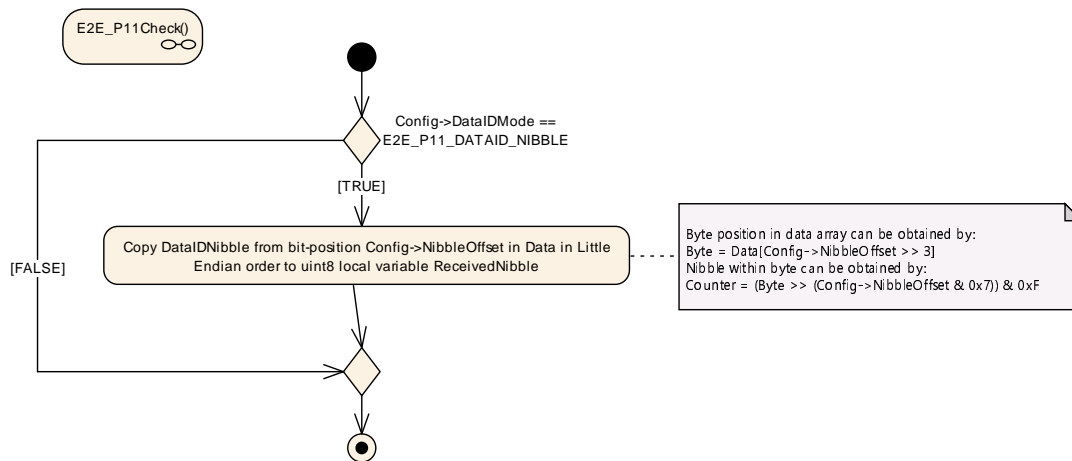 E2E_P11Check()
Config->DataIDMode ==
E2E_P11_DATAID_NIBBLE
[TRUE]
Copy DataIDNibble from bit-position Config->NibbleOffset in Data in Little
Endian order to uint8 local variable ReceivedNibble
[FALSE]
Byte position in data array can be obtained by:
Byte = Data[Config->NibbleOffset >> 3]
Nibble within byte can be obtained by:
Counter = (Byte >> (Config->NibbleOffset & 0x7)) & 0xF